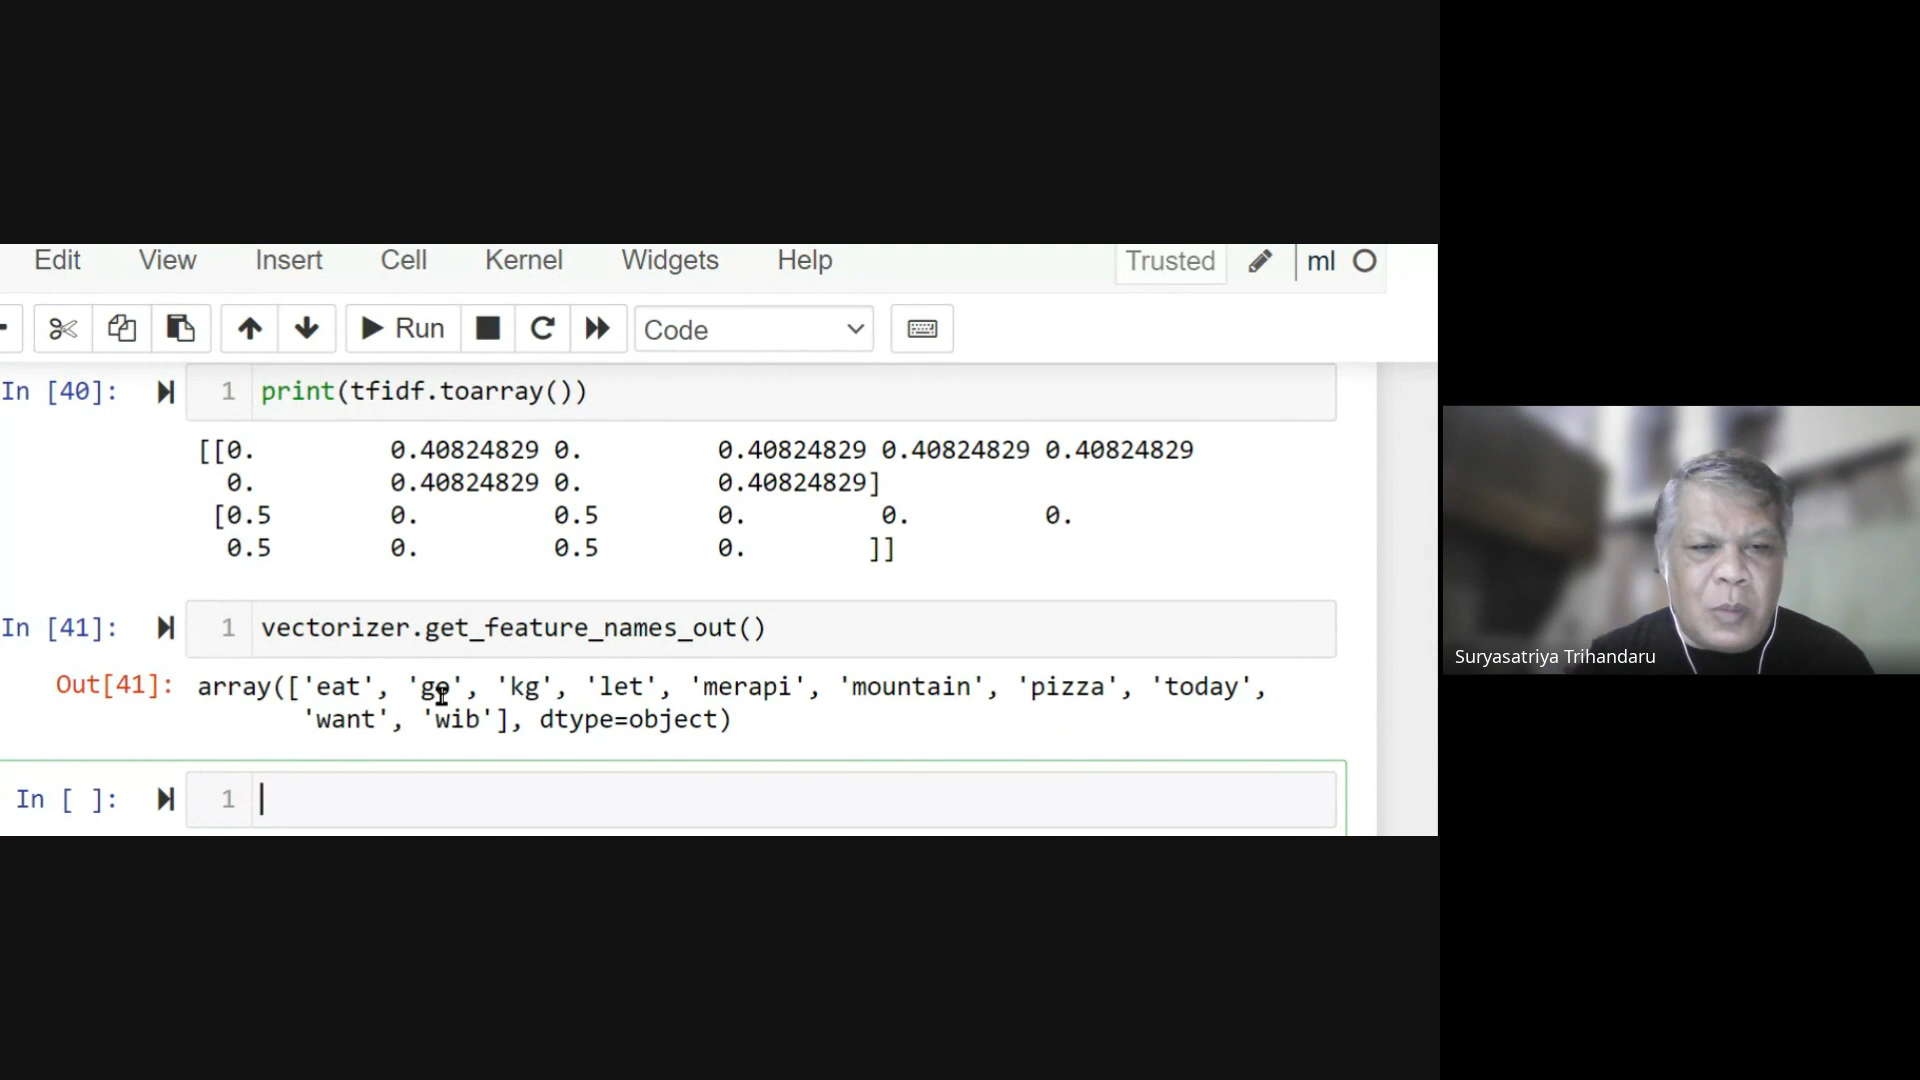 Edit View Insert Cell Kernel Widgets Help Trusted ml
Run Code
In [40]: 1 print(tfidf.toarray())
[[0. 0.40824829 0. 0.40824829 0.40824829 0.40824829
0. 0.40824829 0. 0.40824829]
[0.5 0. 0.5 0. 0. 0.
0.5 0. 0.5 0. ]]
In [41]: 1 vectorizer.get_feature_names_out()
Out[41]: array(['eat', 'go', 'kg', 'let', 'merapi', 'mountain', 'pizza', 'today',
'want', 'wib'], dtype=object)
In [ ]: 1
Suryasatriya Trihandaru